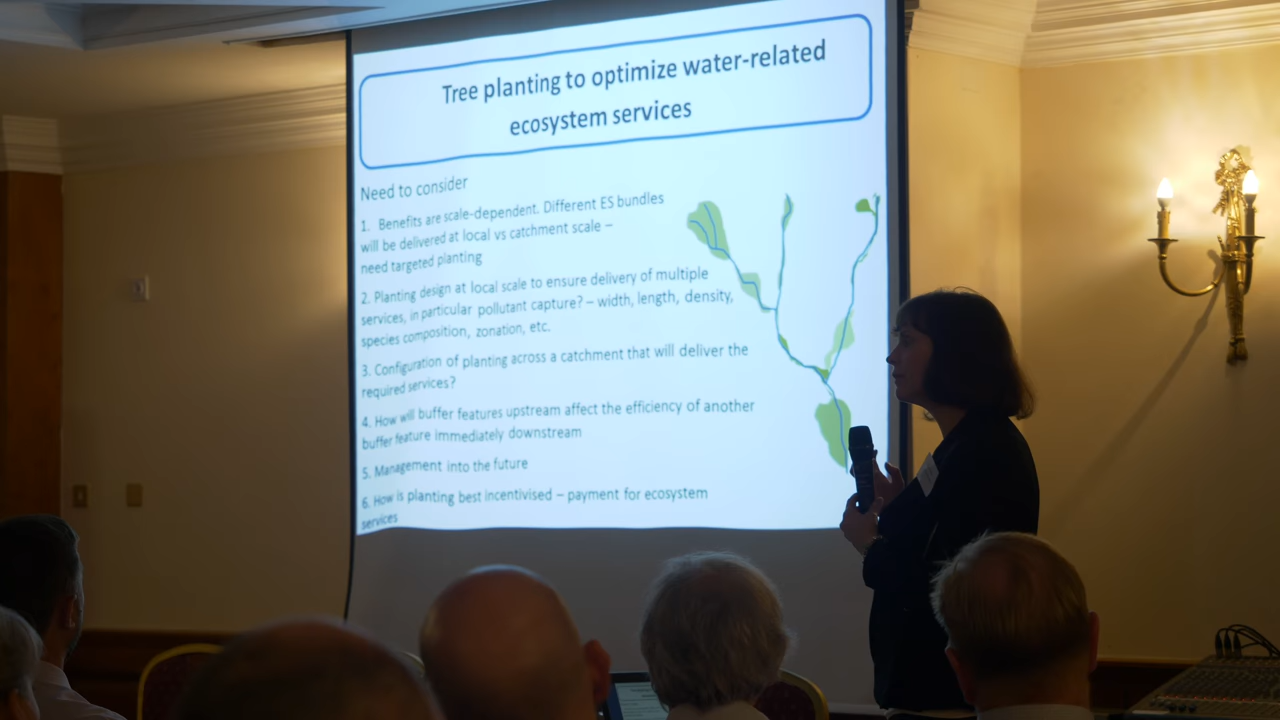 Tree planting to optimize water-related
ecosystem services
Need to consider
1. Benefits are scale-dependent. Different ES bundles
will be delivered at local vs catchment scale –
need targeted planting
2. Planting design at local scale to ensure delivery of multiple
services, in particular pollutant capture? – width, length, density,
species composition, zonation, etc.
3. Configuration of planting across a catchment that will deliver the
required services?
4. How will buffer features upstream affect the efficiency of another
buffer feature immediately downstream
5. Management into the future
6. How is planting best incentivised – payment for ecosystem
services